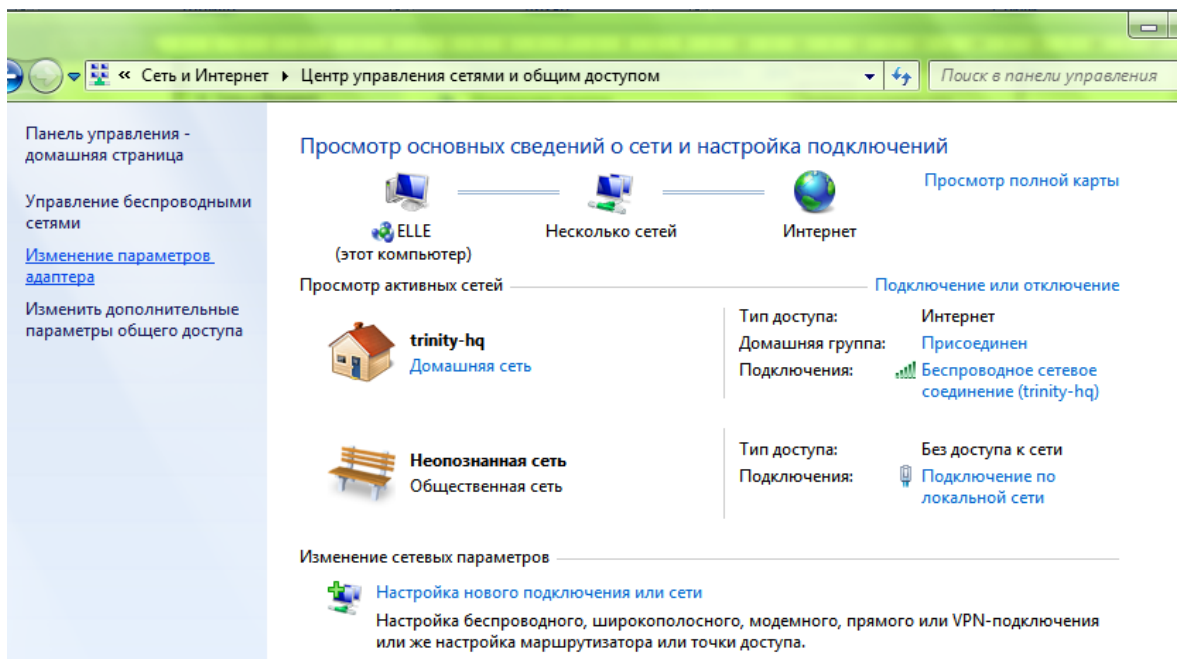 « Сеть и Интернет ▸ Центр управления сетями и общим доступом
Поиск в панели управления
Панель управления -
домашняя страница
Управление беспроводными
сетями
Изменение параметров
адаптера
Изменить дополнительные
параметры общего доступа
Просмотр основных сведений о сети и настройка подключений
Просмотр полной карты
ELLE
(этот компьютер)
Несколько сетей
Интернет
Просмотр активных сетей
Подключение или отключение
trinity-hq
Домашняя сеть
Тип доступа: Интернет
Домашняя группа: Присоединен
Подключения: Беспроводное сетевое
соединение (trinity-hq)
Неопознанная сеть
Общественная сеть
Тип доступа: Без доступа к сети
Подключения: Подключение по
локальной сети
Изменение сетевых параметров
Настройка нового подключения или сети
Настройка беспроводного, широкополосного, модемного, прямого или VPN-подключения
или же настройка маршрутизатора или точки доступа.